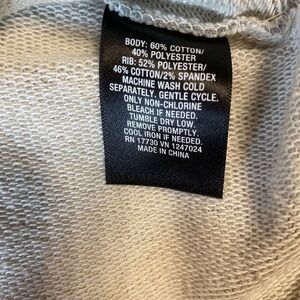 BODY: 60% COTTON/
40% POLYESTER
RIB: 52% POLYESTER/
46% COTTON/2% SPANDEX
MACHINE WASH COLD
SEPARATELY. GENTLE CYCLE.
ONLY NON-CHLORINE
BLEACH IF NEEDED.
TUMBLE DRY LOW.
REMOVE PROMPTLY.
COOL IRON IF NEEDED.
RN 17730 VN 1247024
MADE IN CHINA